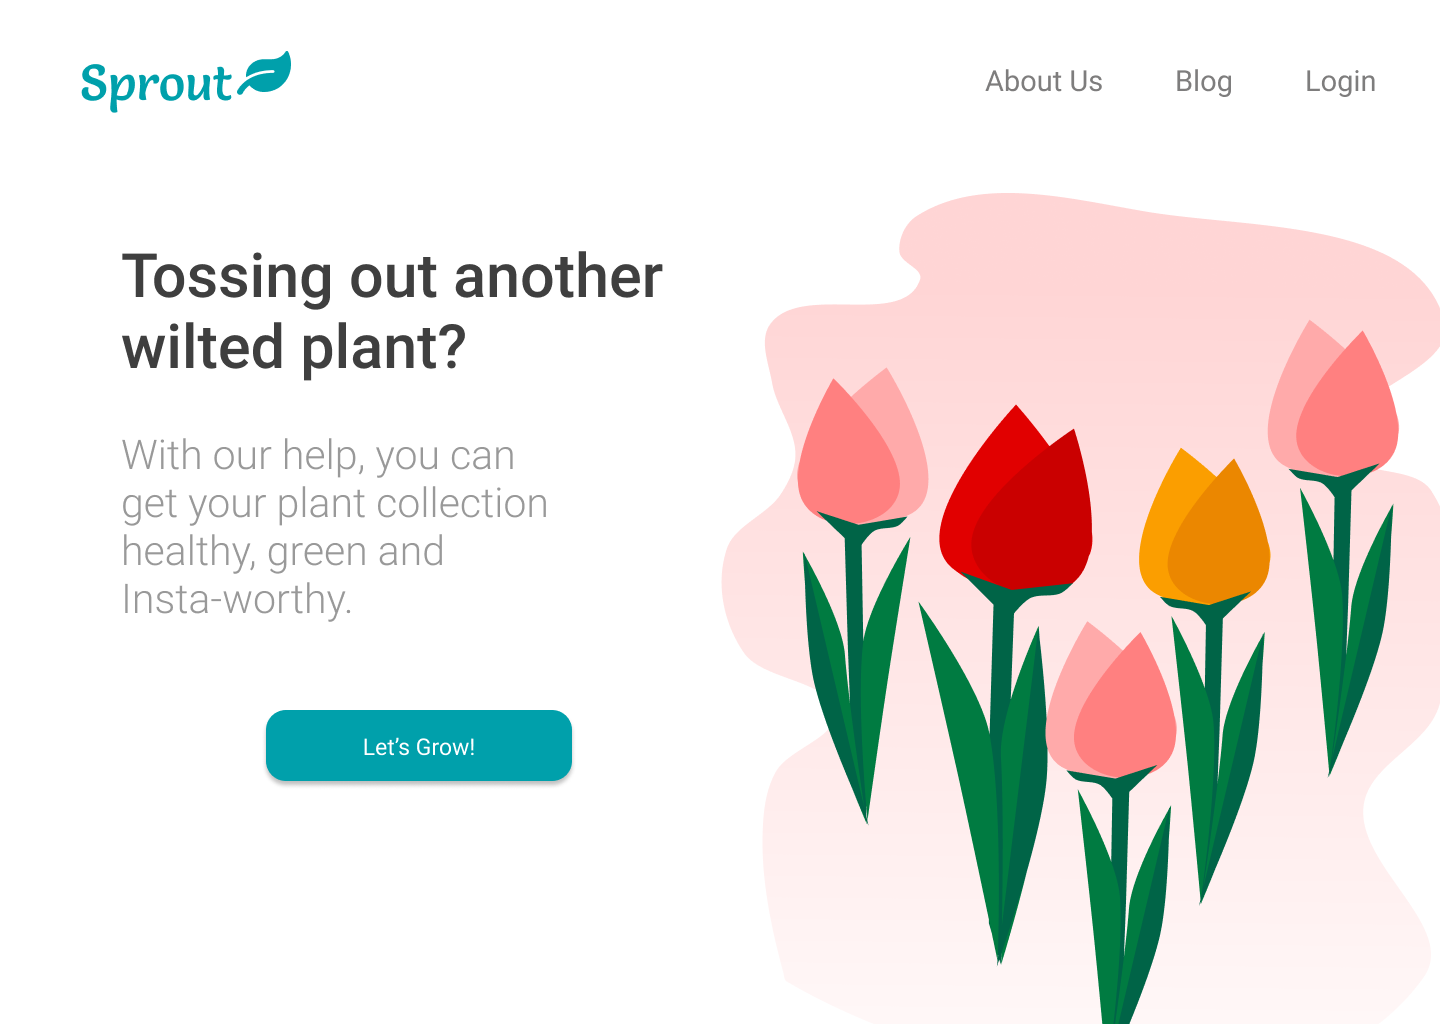 Sprout
About Us
Blog
Login
Tossing out another
wilted plant?
With our help, you can
get your plant collection
healthy, green and
Insta-worthy.
Let’s Grow!